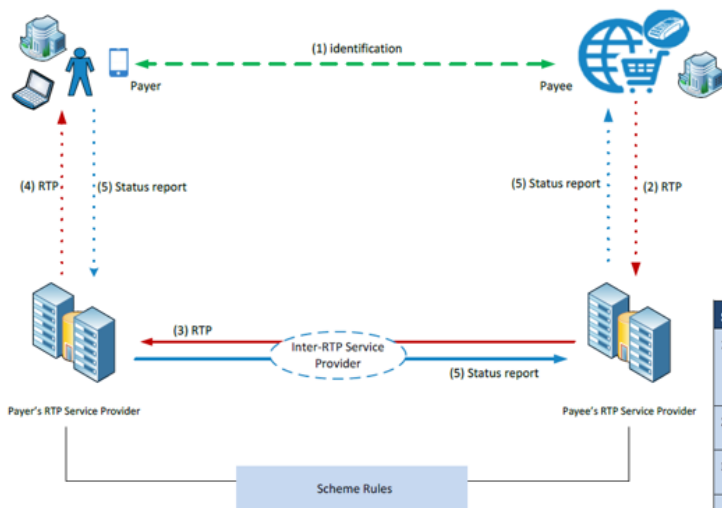 (1) identification
Payer
Payee
(4) RTP
(5) Status report
(5) Status report
(2) RTP
(3) RTP
Inter-RTP Service
Provider
(5) Status report
Payer's RTP Service Provider
Payee's RTP Service Provider
Scheme Rules